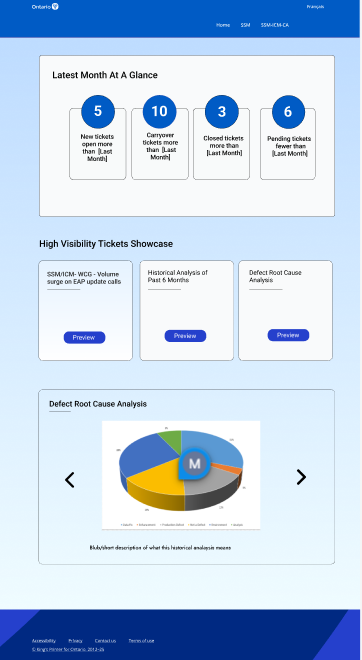 Ontario
Français
Home SSM SSM-ICM-CA
Latest Month At A Glance
5
New tickets
open more
than [Last
Month]
10
Carryover
tickets more
than [Last
Month]
3
Closed tickets
more than
[Last Month]
6
Pending tickets
fewer than
[Last Month]
High Visibility Tickets Showcase
SSM/ICM- WCG - Volume
surge on EAP update calls
Preview
Historical Analysis of
Past 6 Months
Preview
Defect Root Cause
Analysis
Preview
Defect Root Cause Analysis
M
Blub/short description of what this historical analaysis means
Accessibility Privacy Contact us Terms of use
© King's Printer for Ontario, 2012–25